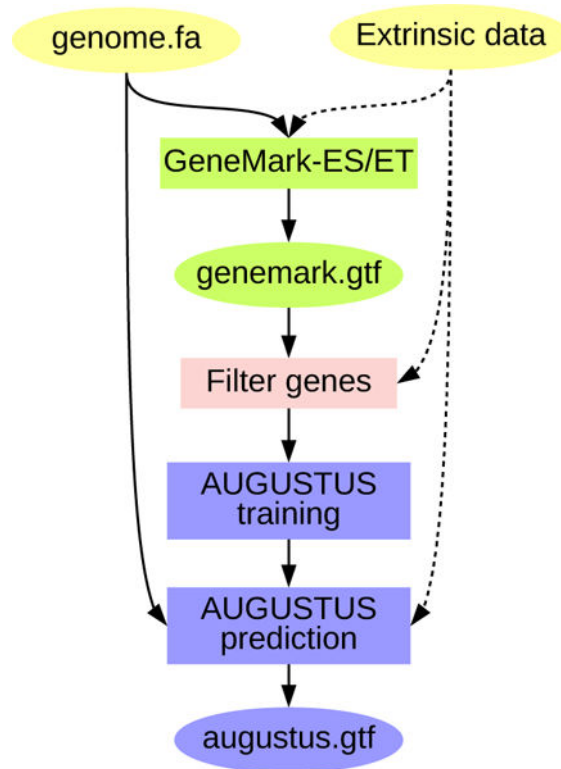 genome.fa
Extrinsic data
GeneMark-ES/ET
genemark.gtf
Filter genes
AUGUSTUS
training
AUGUSTUS
prediction
augustus.gtf